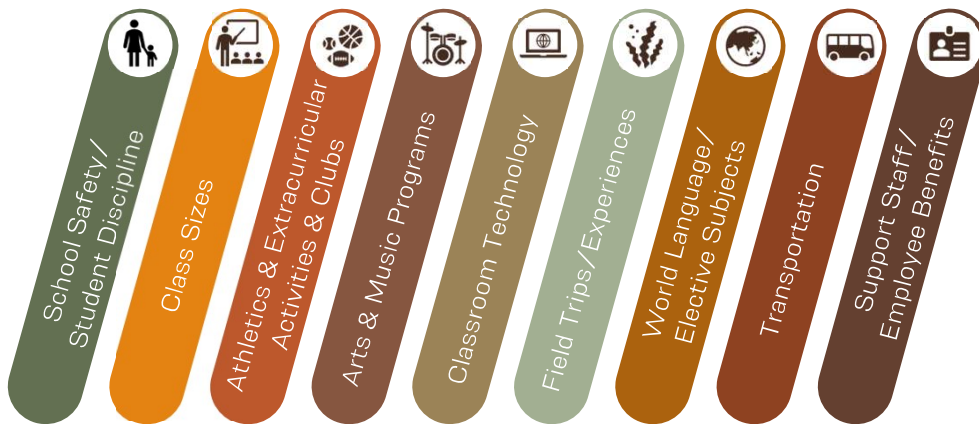 School Safety/
Student Discipline
Class Sizes
Athletics & Extracurricular
Activities & Clubs
Arts & Music Programs
Classroom Technology
Field Trips/Experiences
World Language/
Elective Subjects
Transportation
Support Staff/
Employee Benefits